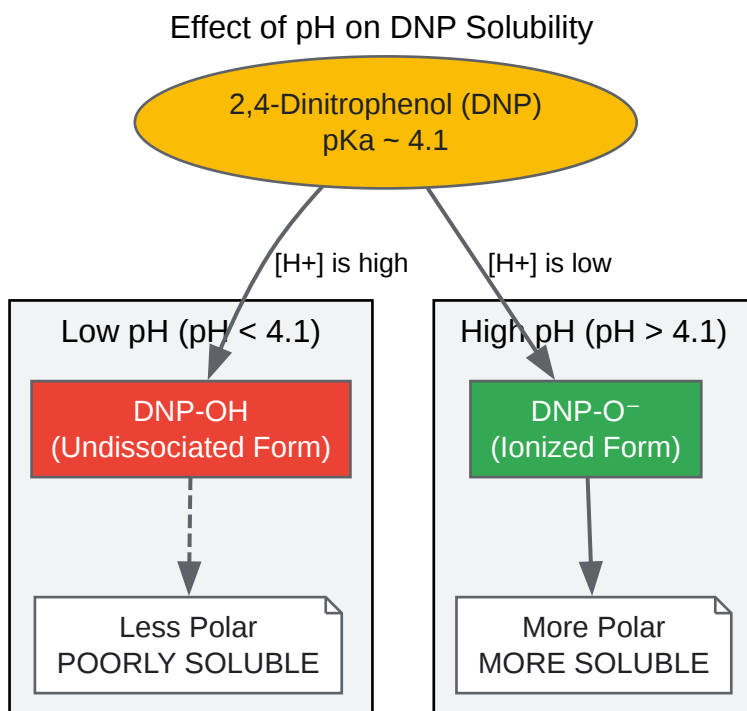 Effect of pH on DNP Solubility
2,4-Dinitrophenol (DNP)
pKa ~ 4.1
[H+] is high
[H+] is low
Low pH (pH < 4.1)
DNP-OH
(Undissociated Form)
Less Polar
POORLY SOLUBLE
High pH (pH > 4.1)
DNP-O⁻
(Ionized Form)
More Polar
MORE SOLUBLE